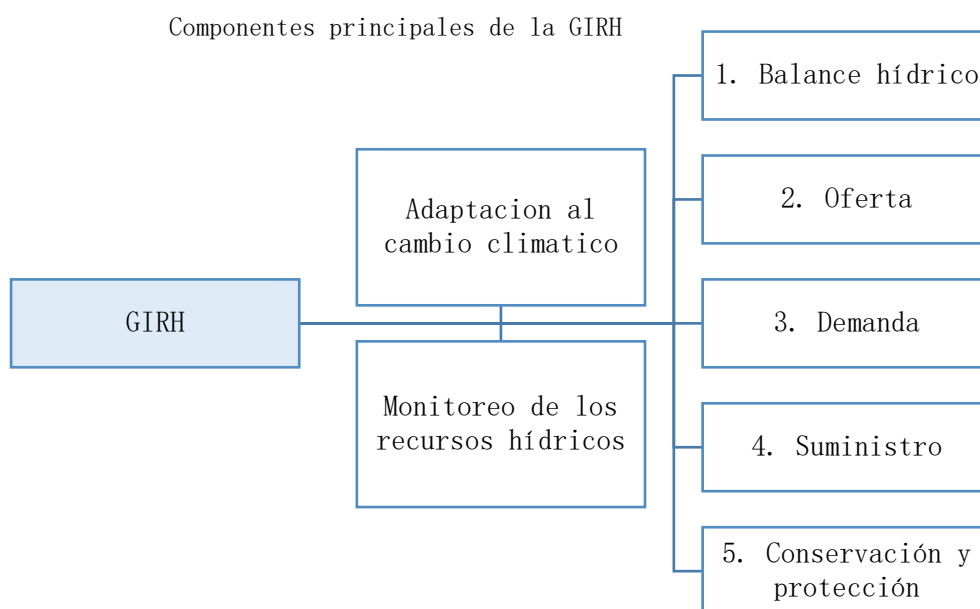 Componentes principales de la GIRH
GIRH
Adaptacion al
cambio climatico
Monitoreo de los
recursos hídricos
1. Balance hídrico
2. Oferta
3. Demanda
4. Suministro
5. Conservación y
protección